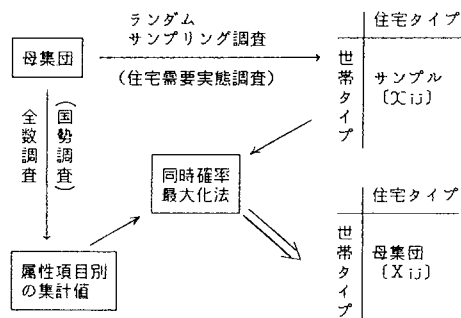 ランダム
サンプリング調査
(住宅需要実態調査)
母集団
住宅タイプ
世帯タイプ
サンプル
〔xij〕
全数調査
(国勢調査)
同時確率
最大化法
属性項目別
の集計値
住宅タイプ
世帯タイプ
母集団
〔Xij〕